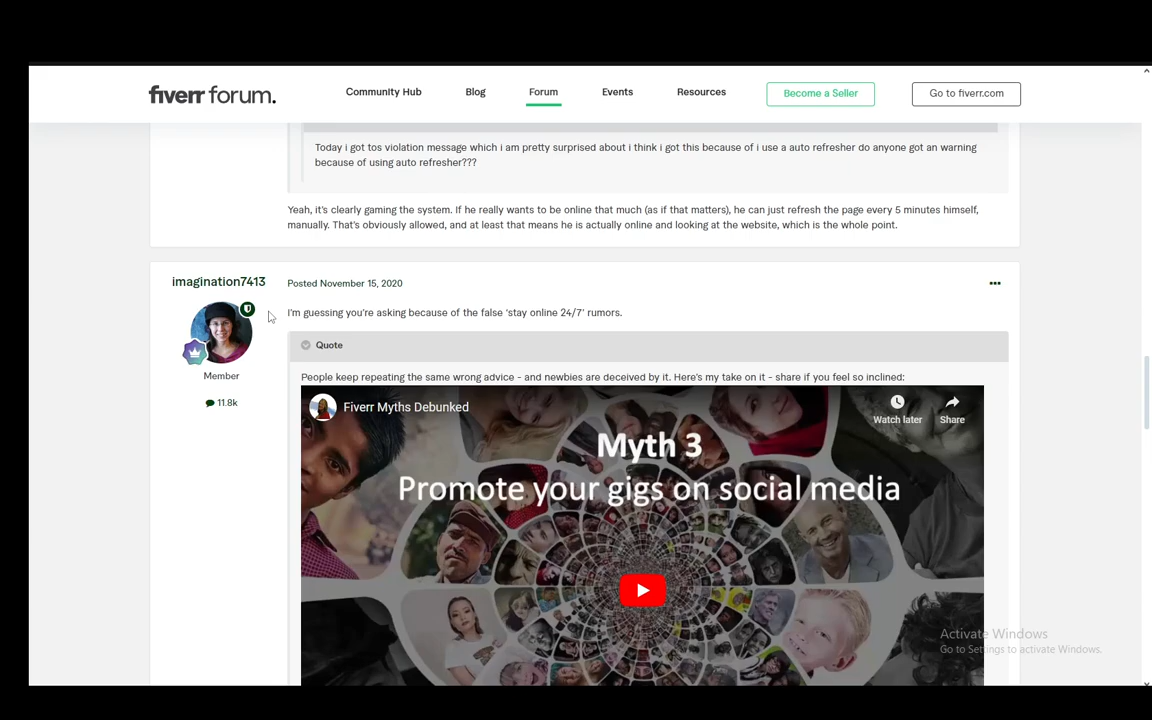 fiverr forum.
Community Hub
Blog
Forum
Events
Resources
Become a Seller
Go to fiverr.com
Today i got tos violation message which i am pretty surprised about i think i got this because of i use a auto refresher do anyone got an warning
because of using auto refresher???
Yeah, it's clearly gaming the system. If he really wants to be online that much (as if that matters), he can just refresh the page every 5 minutes himself,
manually. That's obviously allowed, and at least that means he is actually online and looking at the website, which is the whole point.
imagination7413
Posted November 15, 2020
I'm guessing you're asking because of the false 'stay online 24/7' rumors.
Quote
Member
11.8k
People keep repeating the same wrong advice - and newbies are deceived by it. Here's my take on it - share if you feel so inclined:
Fiverr Myths Debunked
Watch later
Share
Myth 3
Promote your gigs on social media
Activate Windows
Go to Settings to activate Windows.